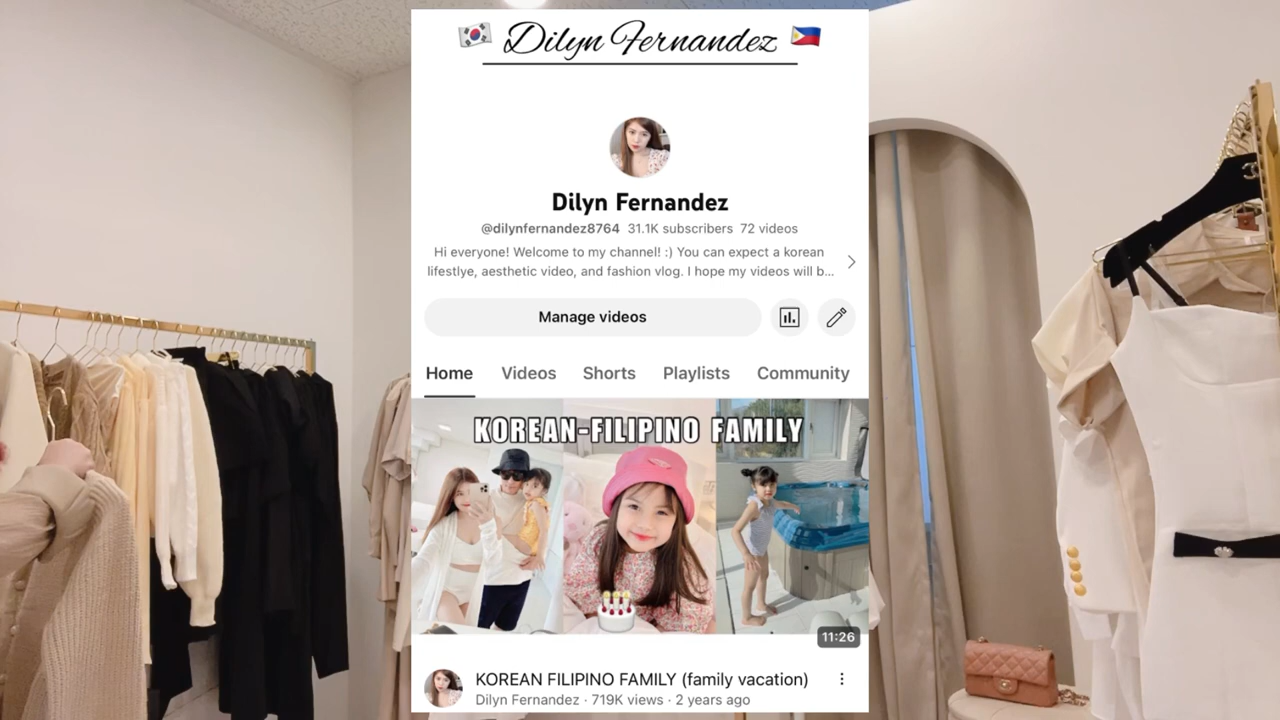 Dilyn Fernandez
Dilyn Fernandez
@dilynfernandez8764 31.1K subscribers 72 videos
Hi everyone! Welcome to my channel! :) You can expect a korean
lifestlye, aesthetic video, and fashion vlog. I hope my videos will b...
Manage videos
Home Videos Shorts Playlists Community
KOREAN-FILIPINO FAMILY
11:26
KOREAN FILIPINO FAMILY (family vacation)
Dilyn Fernandez · 719K views · 2 years ago